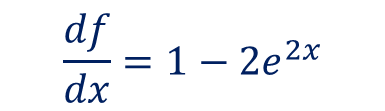 df/dx = 1 − 2e^{2x}